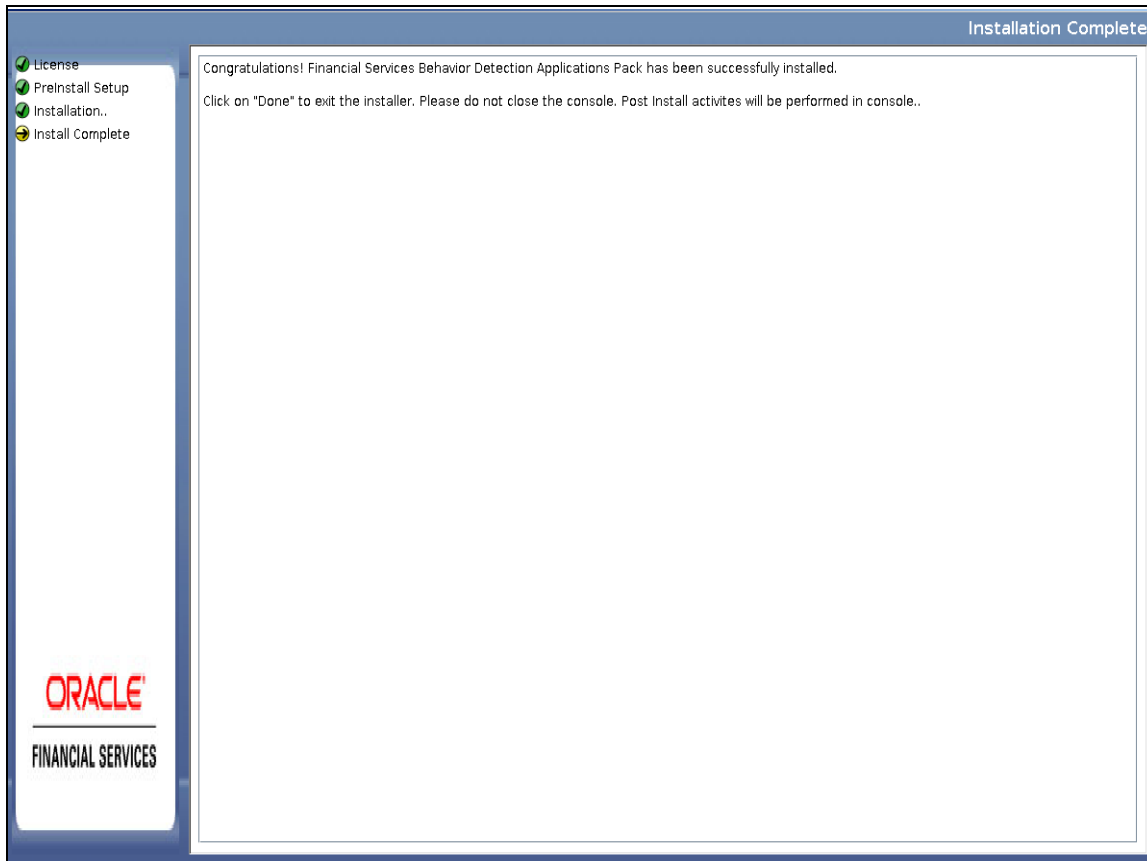 Installation Complete
License
PreInstall Setup
Installation..
Install Complete
Congratulations! Financial Services Behavior Detection Applications Pack has been successfully installed.
Click on "Done" to exit the installer. Please do not close the console. Post Install activites will be performed in console..
ORACLE
FINANCIAL SERVICES